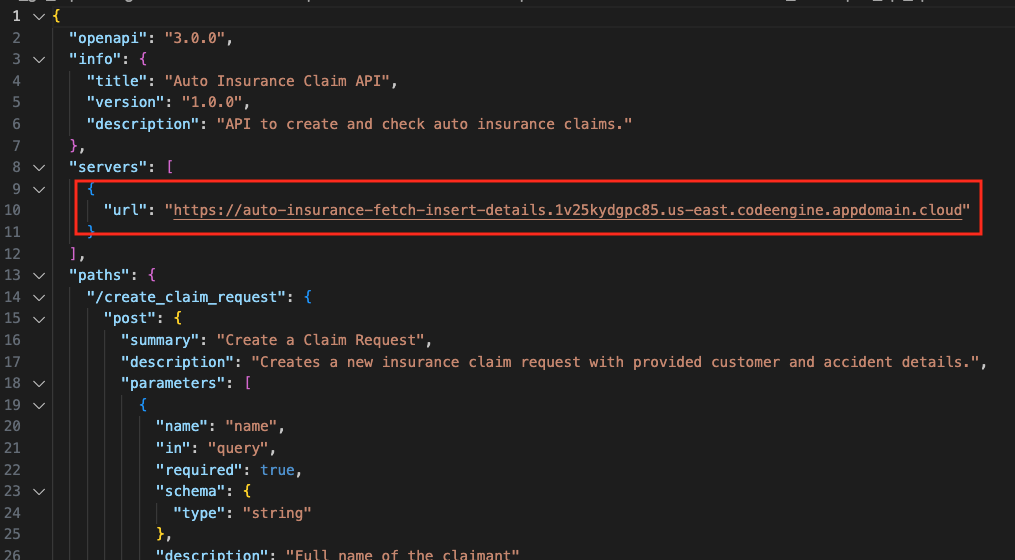 1 {
2 "openapi": "3.0.0",
3 "info": {
4 "title": "Auto Insurance Claim API",
5 "version": "1.0.0",
6 "description": "API to create and check auto insurance claims."
7 },
8 "servers": [
9 {
10 "url": "https://auto-insurance-fetch-insert-details.1v25kydgpc85.us-east.codeengine.appdomain.cloud"
11 }
12 ],
13 "paths": {
14 "/create_claim_request": {
15 "post": {
16 "summary": "Create a Claim Request",
17 "description": "Creates a new insurance claim request with provided customer and accident details.",
18 "parameters": [
19 {
20 "name": "name",
21 "in": "query",
22 "required": true,
23 "schema": {
24 "type": "string"
25 },
26 "description": "Full name of the claimant"